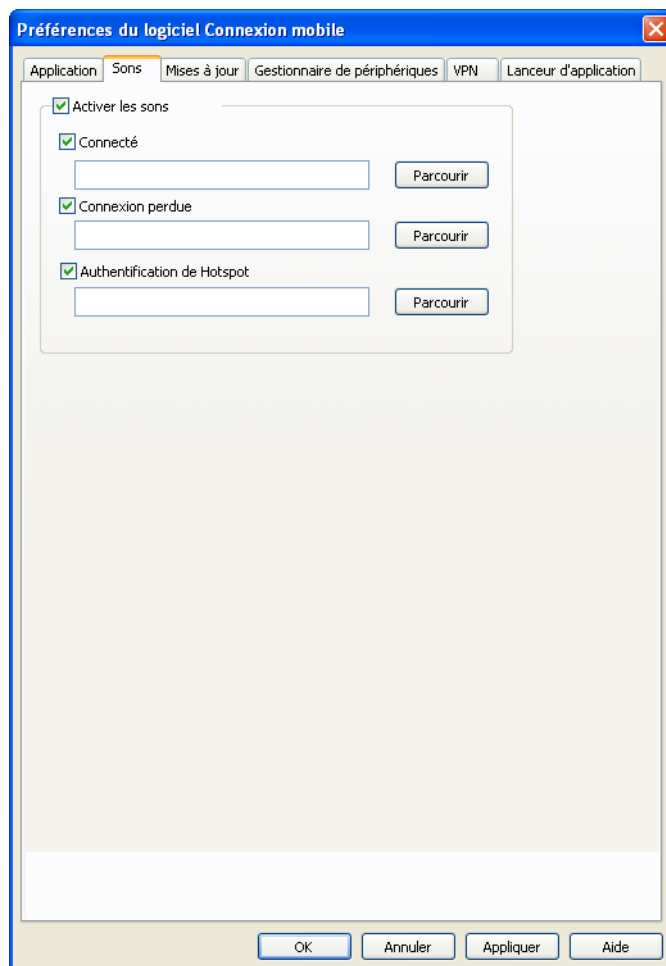 Préférences du logiciel Connexion mobile
Application Sons Mises à jour Gestionnaire de périphériques VPN Lanceur d'application
Activer les sons
Connecté
Parcourir
Connexion perdue
Parcourir
Authentification de Hotspot
Parcourir
OK Annuler Appliquer Aide